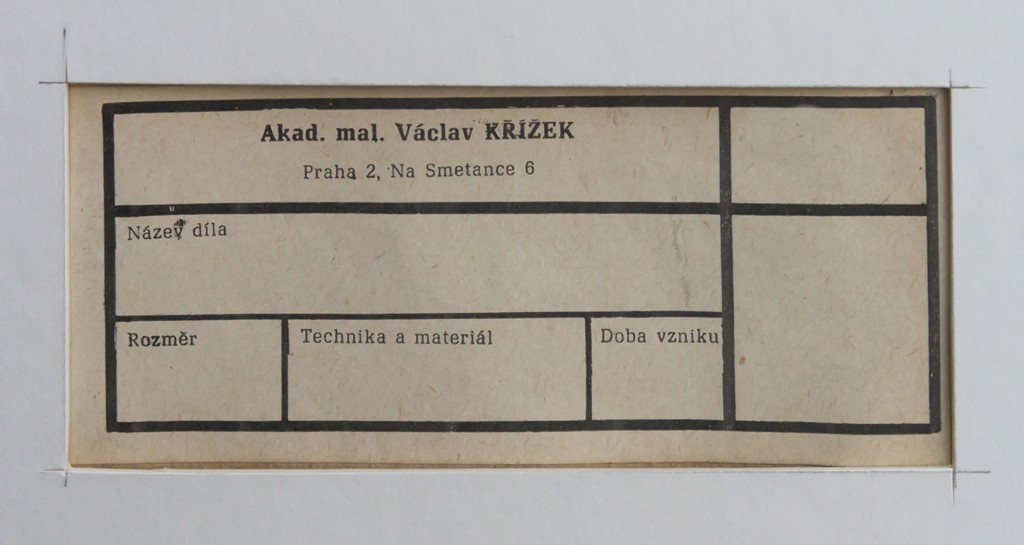 Akad. mal. Václav KŘÍŽEK
Praha 2, Na Smetance 6
Název díla
Rozměr
Technika a materiál
Doba vzniku